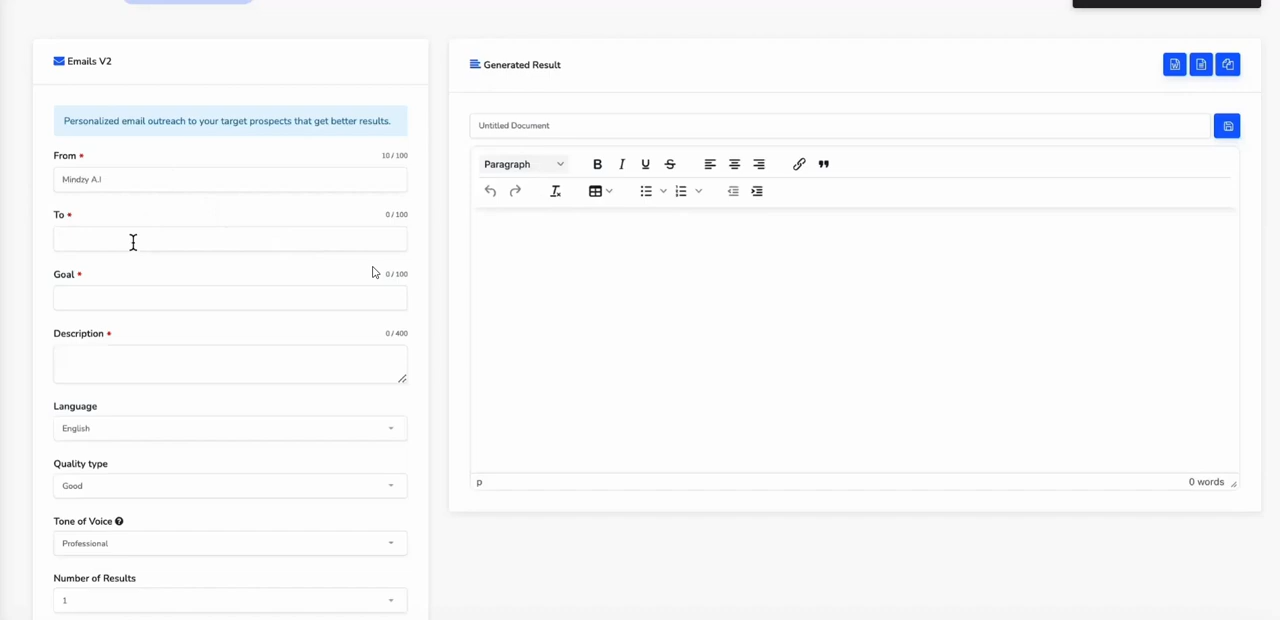 Emails V2
Personalized email outreach to your target prospects that get better results.
From • 10 / 100
Mindzy A.I
To • 0 / 100
Goal • 0 / 100
Description • 0 / 400
Language
English
Quality type
Good
Tone of Voice ?
Professional
Number of Results
1
Generated Result
Untitled Document
Paragraph B I U S
p 0 words